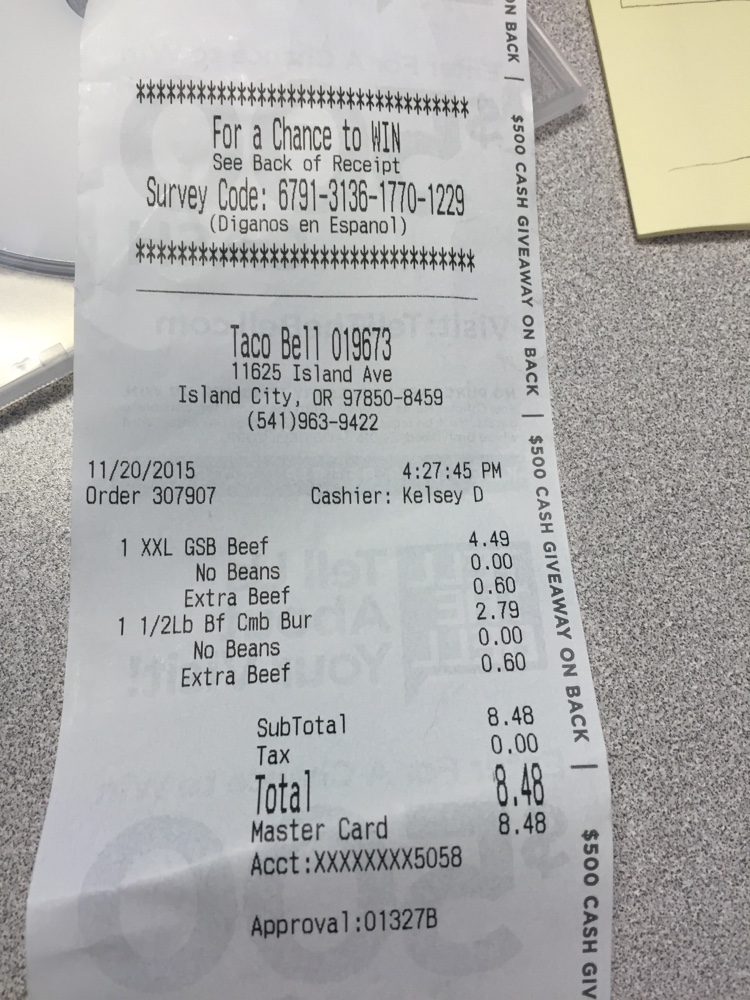 **********************************
For a Chance to WIN
See Back of Receipt
Survey Code: 6791-3136-1770-1229
(Diganos en Espanol)
**********************************
Taco Bell 019673
11625 Island Ave
Island City, OR 97850-8459
(541)963-9422
11/20/2015 4:27:45 PM
Order 307907 Cashier: Kelsey D
1 XXL GSB Beef 4.49
No Beans 0.00
Extra Beef 0.60
1 1/2Lb Bf Cmb Bur 2.79
No Beans 0.00
Extra Beef 0.60
SubTotal 8.48
Tax 0.00
Total 8.48
Master Card 8.48
Acct:XXXXXXXX5058
Approval:01327B
ON BACK | $500 CASH GIVEAWAY ON BACK | $500 CASH GIVEAWAY ON BACK | $500 CASH GIV